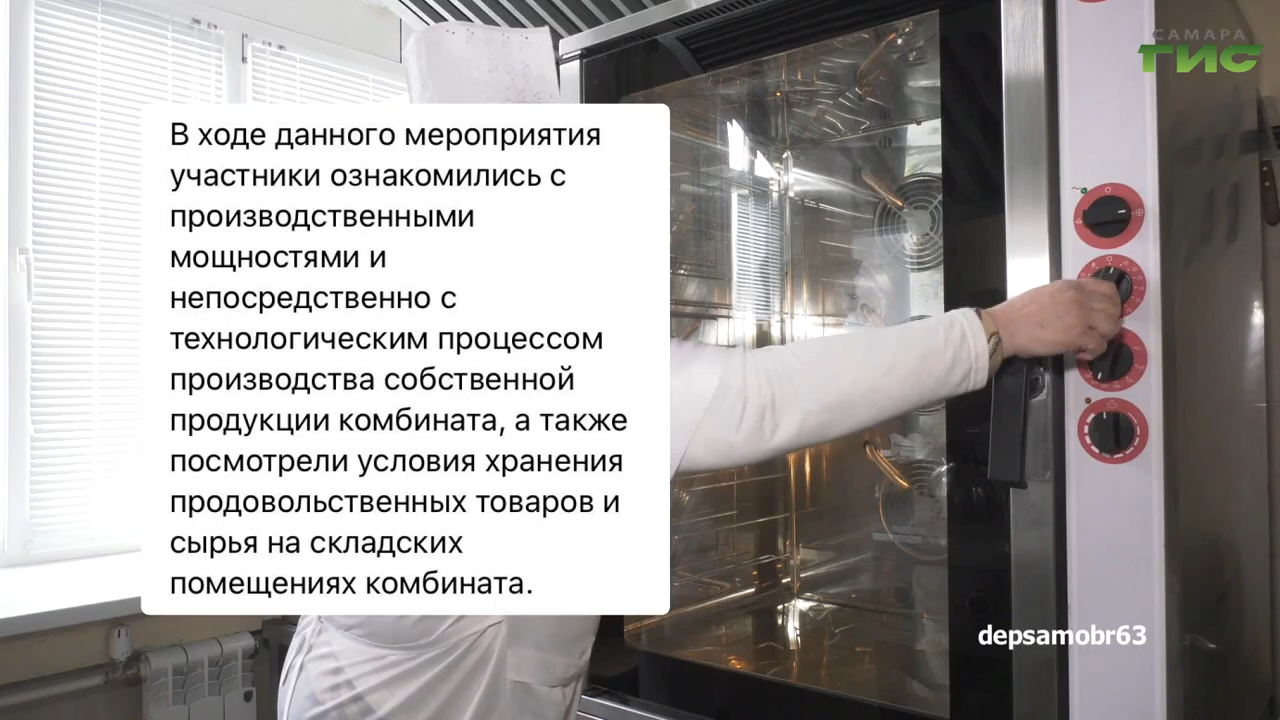 САМАРА
ГИС
В ходе данного мероприятия
участники ознакомились с
производственными
мощностями и
непосредственно с
технологическим процессом
производства собственной
продукции комбината, а также
посмотрели условия хранения
продовольственных товаров и
сырья на складских
помещениях комбината.
depsamobr63